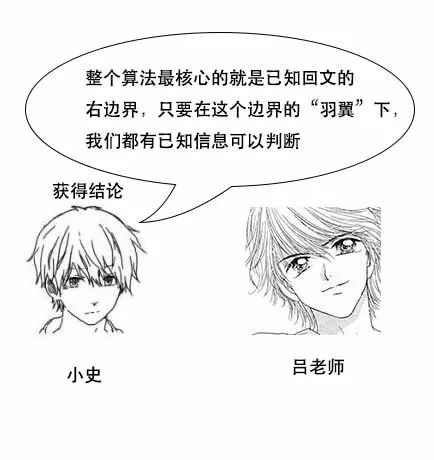 整个算法最核心的就是已知回文的
右边界，只要在这个边界的“羽翼”下，
我们都有已知信息可以判断
获得结论
小史
吕老师